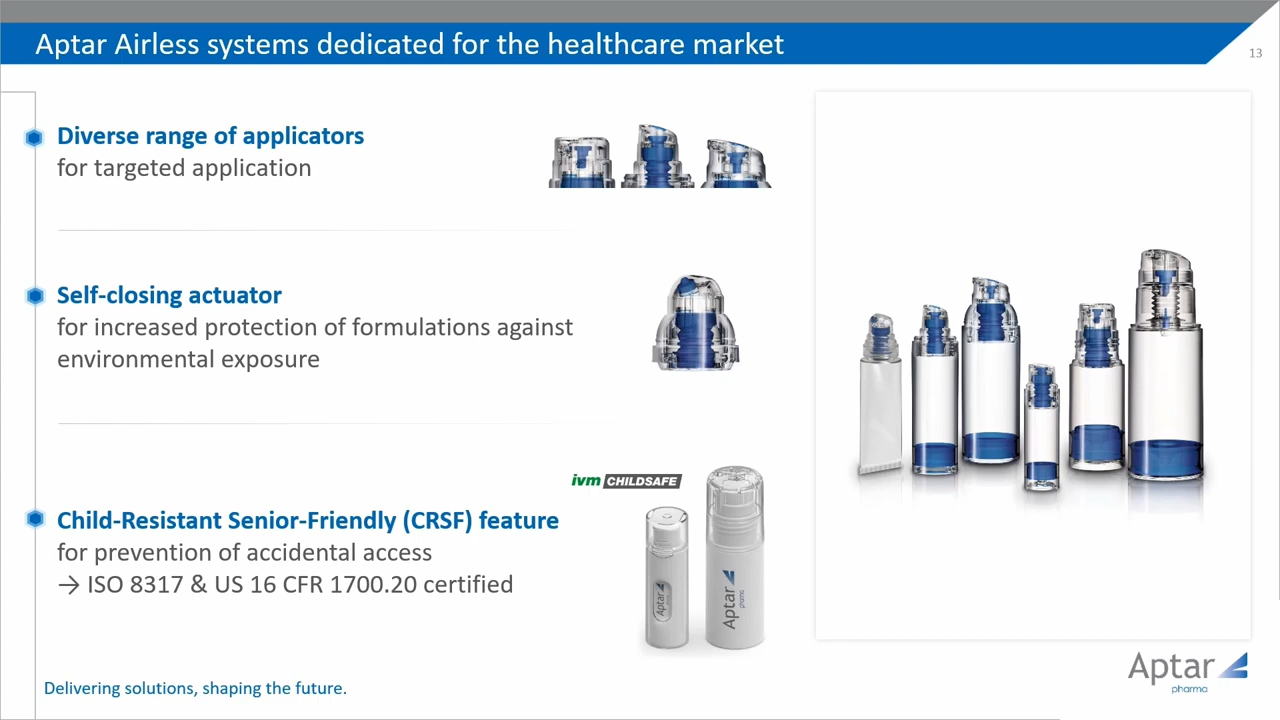 Aptar Airless systems dedicated for the healthcare market
13
Diverse range of applicators
for targeted application
Self-closing actuator
for increased protection of formulations against
environmental exposure
ivm CHILDSAFE
Child-Resistant Senior-Friendly (CRSF) feature
for prevention of accidental access
→ ISO 8317 & US 16 CFR 1700.20 certified
Aptar
Aptar
pharma
Delivering solutions, shaping the future.
Aptar
pharma